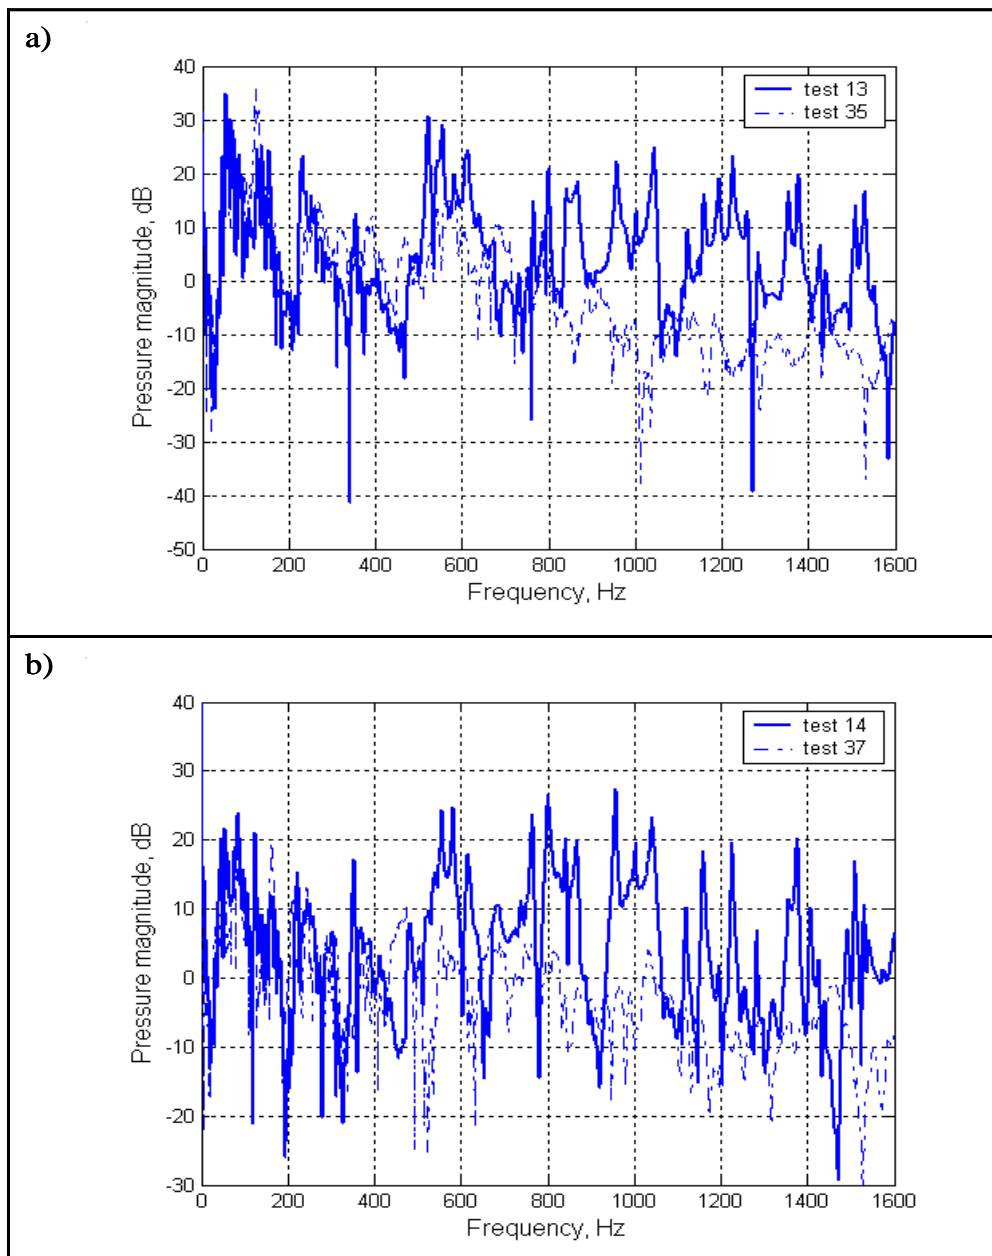 a)
40
30
20
10
0
-10
-20
-30
-40
-50
Pressure magnitude, dB
test 13
test 35
0 200 400 600 800 1000 1200 1400 1600
Frequency, Hz
b)
40
30
20
10
0
-10
-20
-30
Pressure magnitude, dB
test 14
test 37
0 200 400 600 800 1000 1200 1400 1600
Frequency, Hz